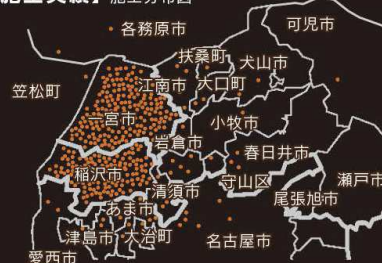 施工分布図
各務原市
可児市
扶桑町
犬山市
笠松町
江南市
大口町
一宮市
小牧市
岩倉市
春日井市
稲沢市
守山区
瀬戸市
清須市
尾張旭市
あま市
津島市
大治町
名古屋市
愛西市